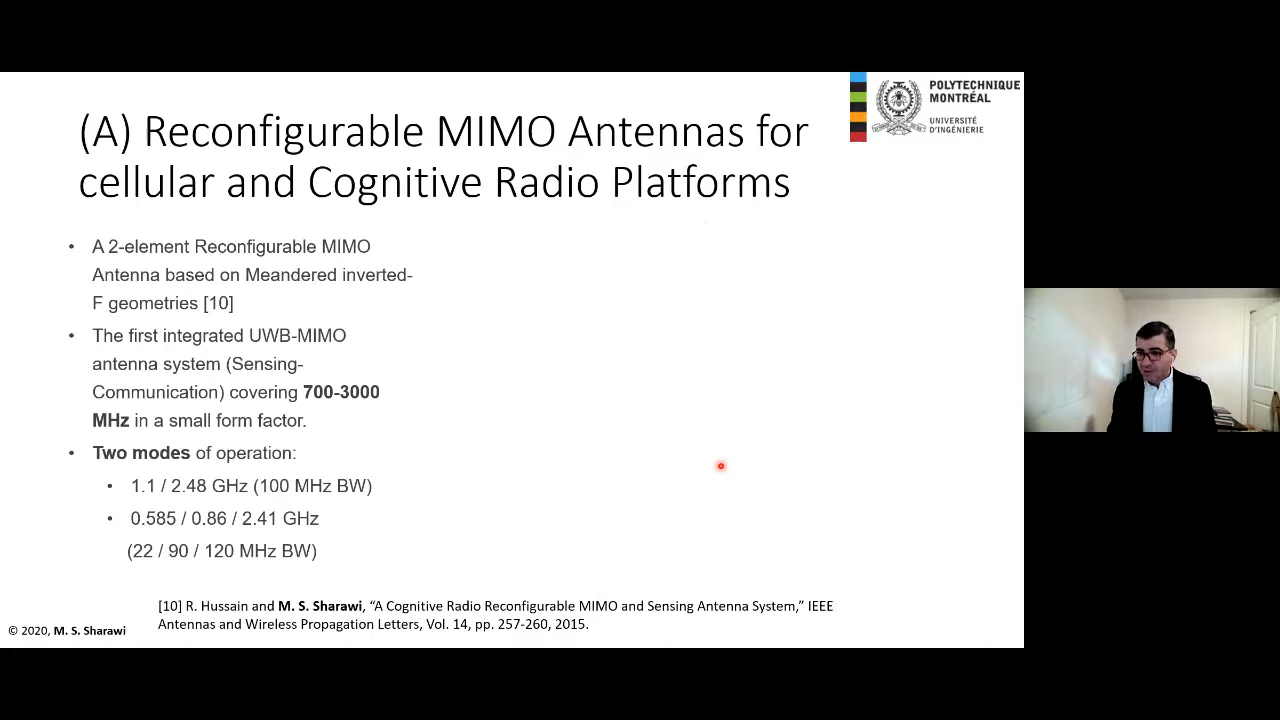 POLYTECHNIQUE
MONTRÉAL
UNIVERSITÉ
D'INGÉNIERIE
(A) Reconfigurable MIMO Antennas for
cellular and Cognitive Radio Platforms
• A 2-element Reconfigurable MIMO
Antenna based on Meandered inverted-
F geometries [10]
• The first integrated UWB-MIMO
antenna system (Sensing-
Communication) covering 700-3000
MHz in a small form factor.
• Two modes of operation:
• 1.1 / 2.48 GHz (100 MHz BW)
• 0.585 / 0.86 / 2.41 GHz
(22 / 90 / 120 MHz BW)
[10] R. Hussain and M. S. Sharawi, “A Cognitive Radio Reconfigurable MIMO and Sensing Antenna System,” IEEE
Antennas and Wireless Propagation Letters, Vol. 14, pp. 257-260, 2015.
© 2020, M. S. Sharawi